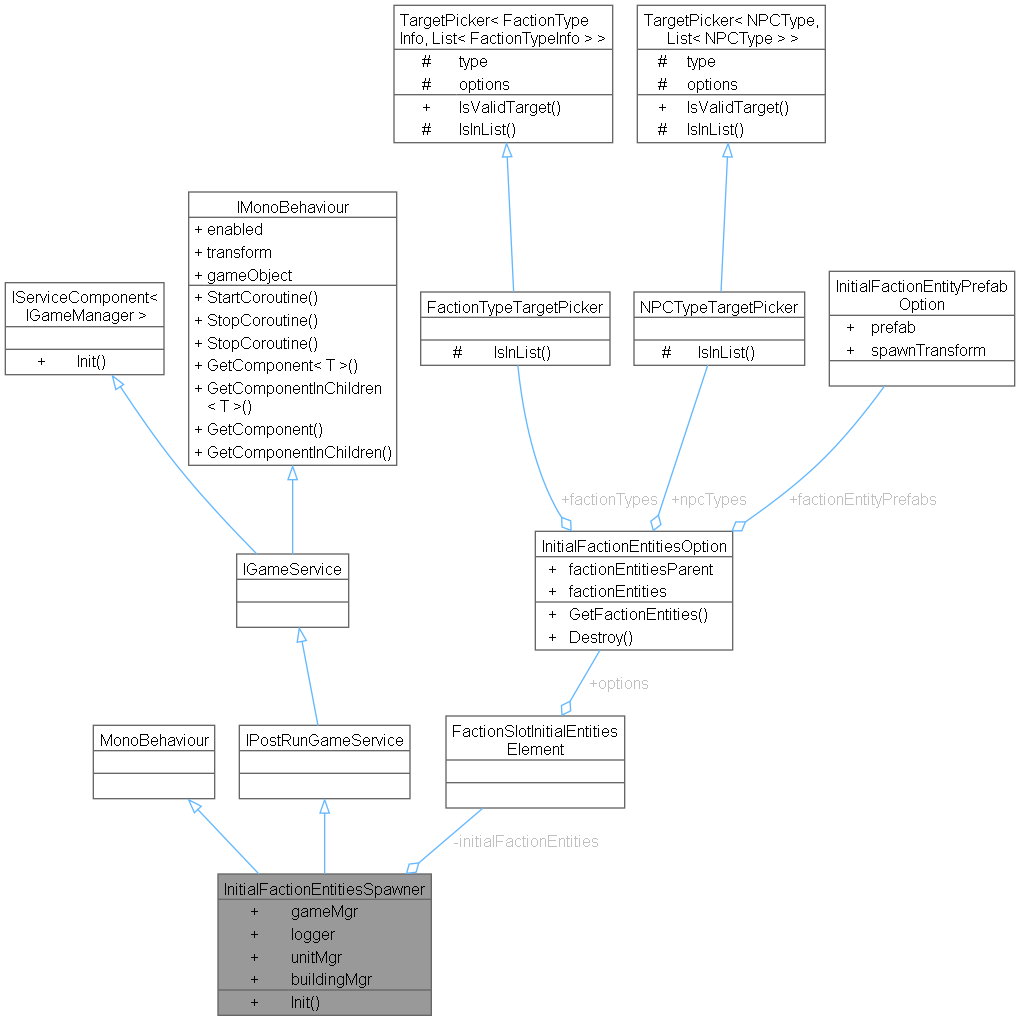 TargetPicker< FactionType
Info, List< FactionTypeInfo > >
# type
# options
+ IsValidTarget()
# IsInList()
TargetPicker< NPCType,
List< NPCType > >
# type
# options
+ IsValidTarget()
# IsInList()
IMonoBehaviour
+ enabled
+ transform
+ gameObject
+ StartCoroutine()
+ StopCoroutine()
+ StopCoroutine()
+ GetComponent< T >()
+ GetComponentInChildren
< T >()
+ GetComponent()
+ GetComponentInChildren()
IServiceComponent<
IGameManager >
+ Init()
FactionTypeTargetPicker
# IsInList()
NPCTypeTargetPicker
# IsInList()
InitialFactionEntityPrefab
Option
+ prefab
+ spawnTransform
+factionTypes
+npcTypes
+factionEntityPrefabs
IGameService
InitialFactionEntitiesOption
+ factionEntitiesParent
+ factionEntities
+ GetFactionEntities()
+ Destroy()
+options
MonoBehaviour
IPostRunGameService
FactionSlotInitialEntities
Element
-initialFactionEntities
InitialFactionEntitiesSpawner
+ gameMgr
+ logger
+ unitMgr
+ buildingMgr
+ Init()